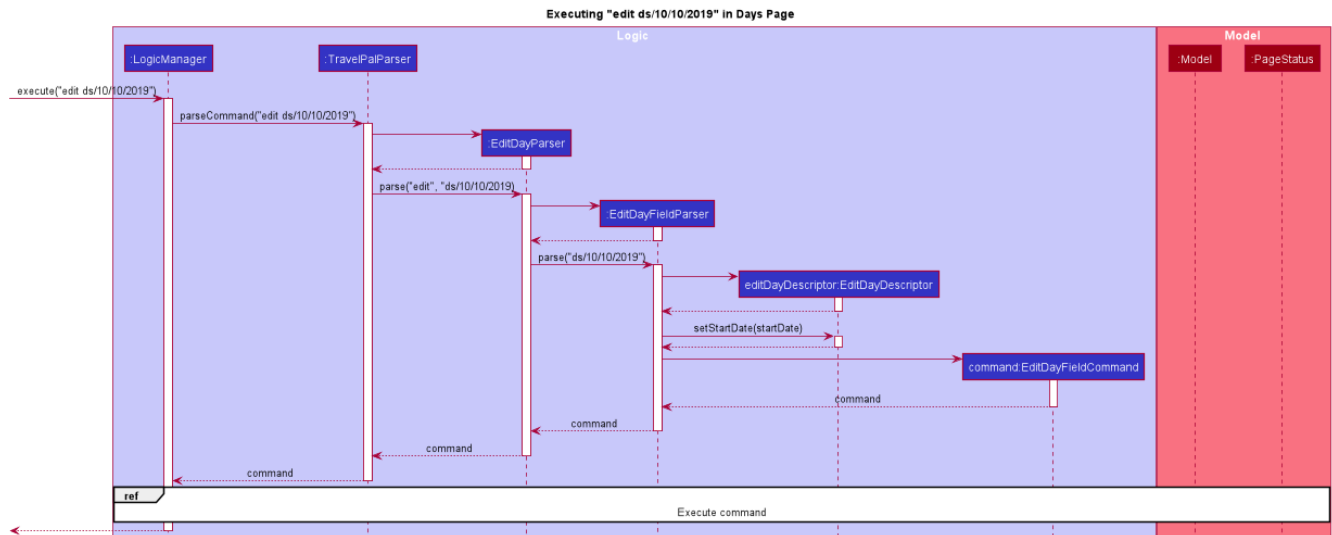 Executing "edit ds/10/10/2019" in Days Page
Logic
Model
:LogicManager
:TravelPalParser
:Model
:PageStatus
execute("edit ds/10/10/2019")
parseCommand("edit ds/10/10/2019")
:EditDayParser
parse("edit", "ds/10/10/2019)
:EditDayFieldParser
parse("ds/10/10/2019")
editDayDescriptor:EditDayDescriptor
setStartDate(startDate)
command:EditDayFieldCommand
command
command
command
command
ref
Execute command